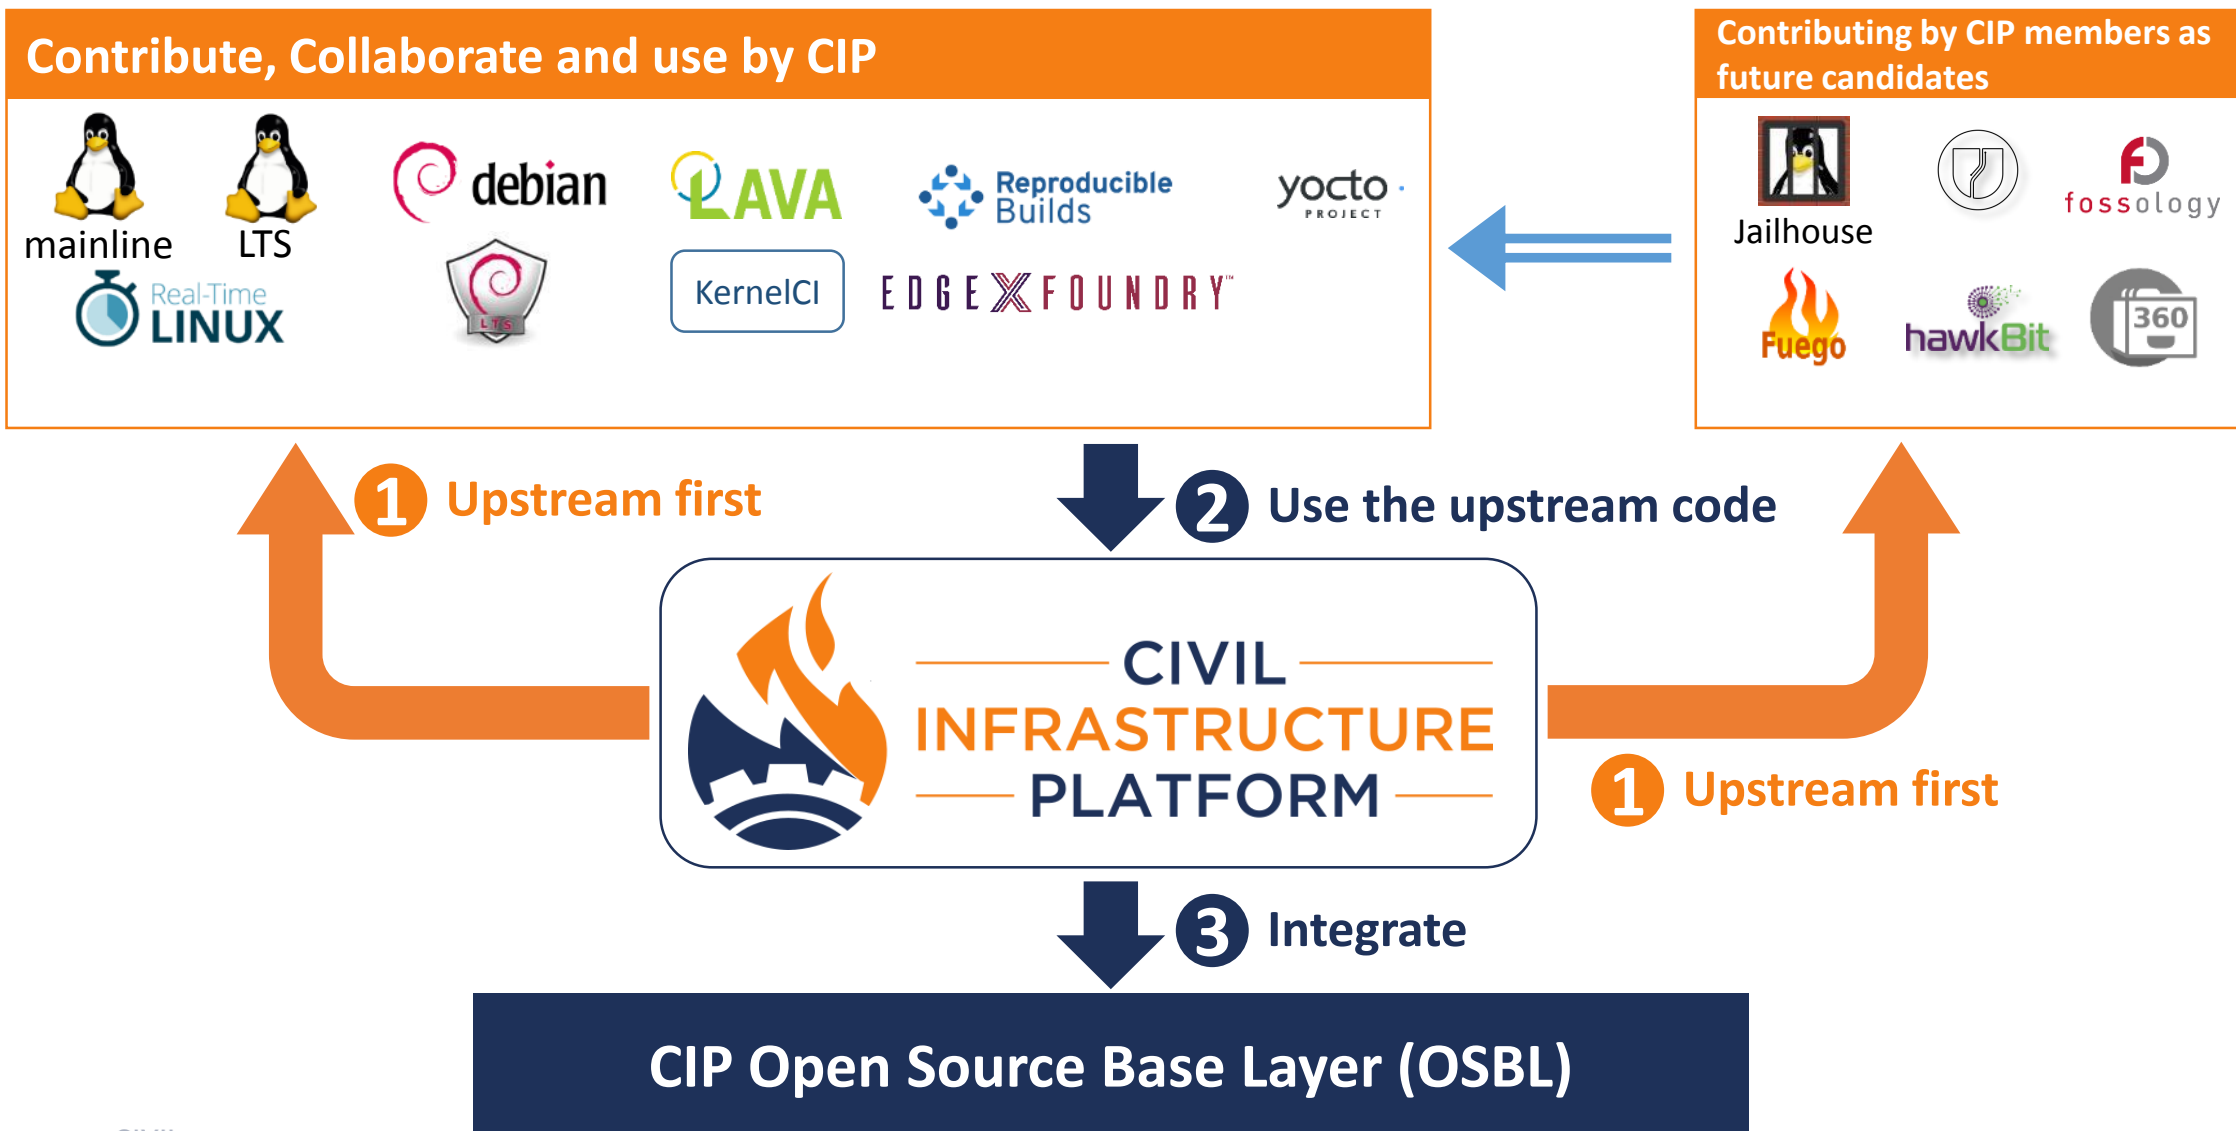 Contribute, Collaborate and use by CIP
mainline
LTS
debian
LAVA
Reproducible
Builds
yocto
PROJECT
Real-Time
LINUX
LTS
KernelCI
EDGE X FOUNDRY™
Contributing by CIP members as
future candidates
Jailhouse
fossology
Fuego
hawkBit
360
1 Upstream first
2 Use the upstream code
CIVIL
INFRASTRUCTURE
PLATFORM
1 Upstream first
3 Integrate
CIP Open Source Base Layer (OSBL)